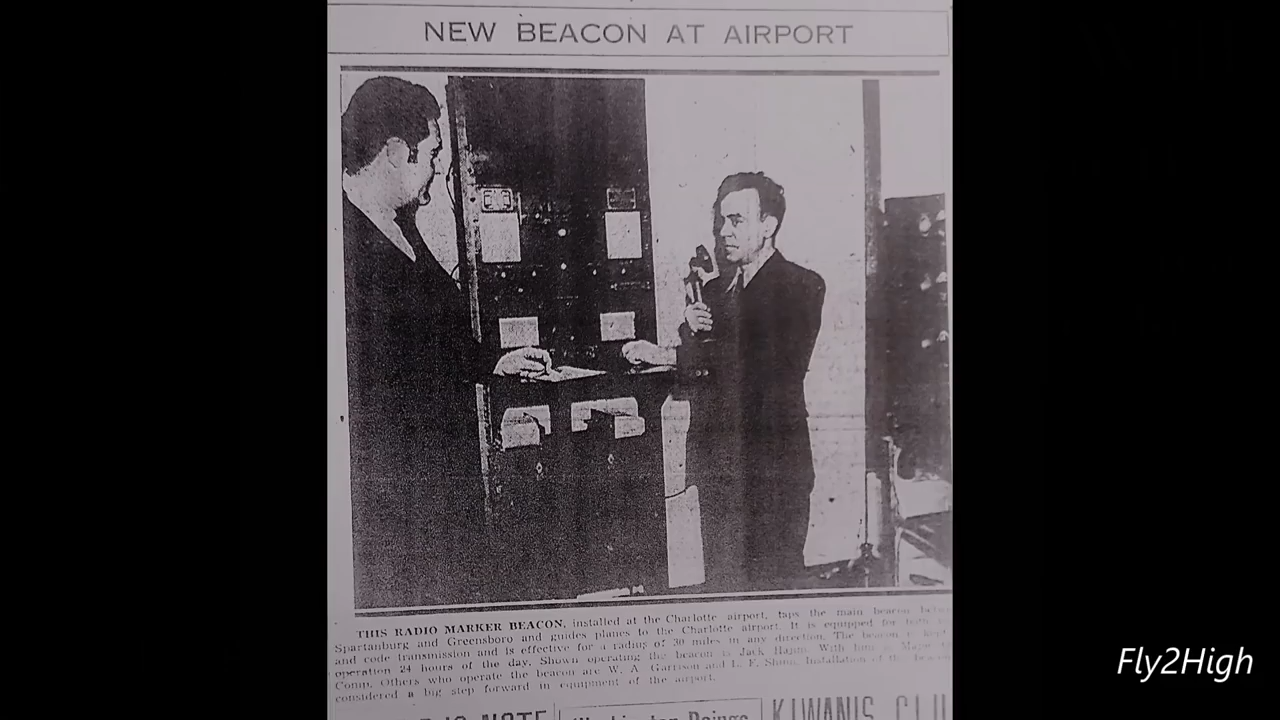 NEW BEACON AT AIRPORT
THIS RADIO MARKER BEACON, installed at the Charlotte airport, taps the main beacon
Spartanburg and Greensboro and guides planes to the Charlotte airport. It is equipped for
and code transmission and is effective for a radius of 30 miles in any direction. The beacon is kept
operation 24 hours of the day. Shown operating the beacon is Jack With him is
Others who operate the beacon are W. A. Garrison and L. F. Installation of the
considered a big step forward in equipment of the airport.
NOTE
KIWANIS CLU
Fly2High